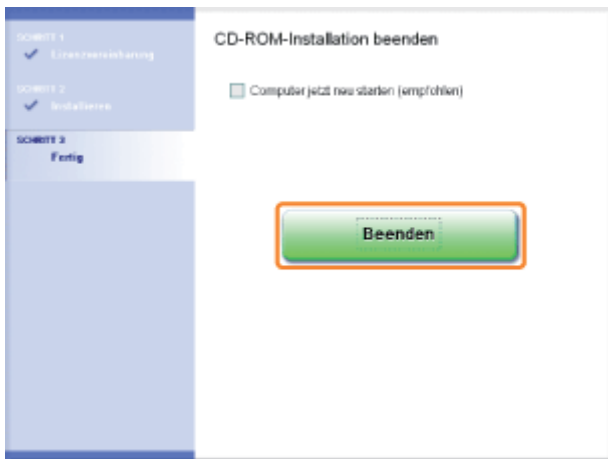 SCHRITT 1
Lizenzvereinbarung
SCHRITT 2
Installieren
SCHRITT 3
Fertig
CD-ROM-Installation beenden
Computer jetzt neu starten (empfohlen)
Beenden